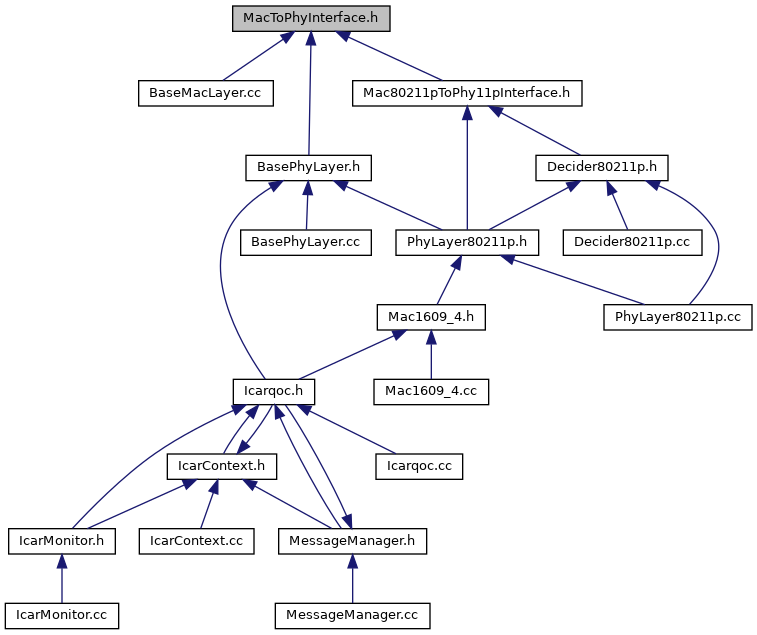 MacToPhyInterface.h
BaseMacLayer.cc
Mac80211pToPhy11pInterface.h
BasePhyLayer.h
Decider80211p.h
BasePhyLayer.cc
PhyLayer80211p.h
Decider80211p.cc
Mac1609_4.h
PhyLayer80211p.cc
Icarqoc.h
Mac1609_4.cc
IcarContext.h
Icarqoc.cc
IcarMonitor.h
IcarContext.cc
MessageManager.h
IcarMonitor.cc
MessageManager.cc